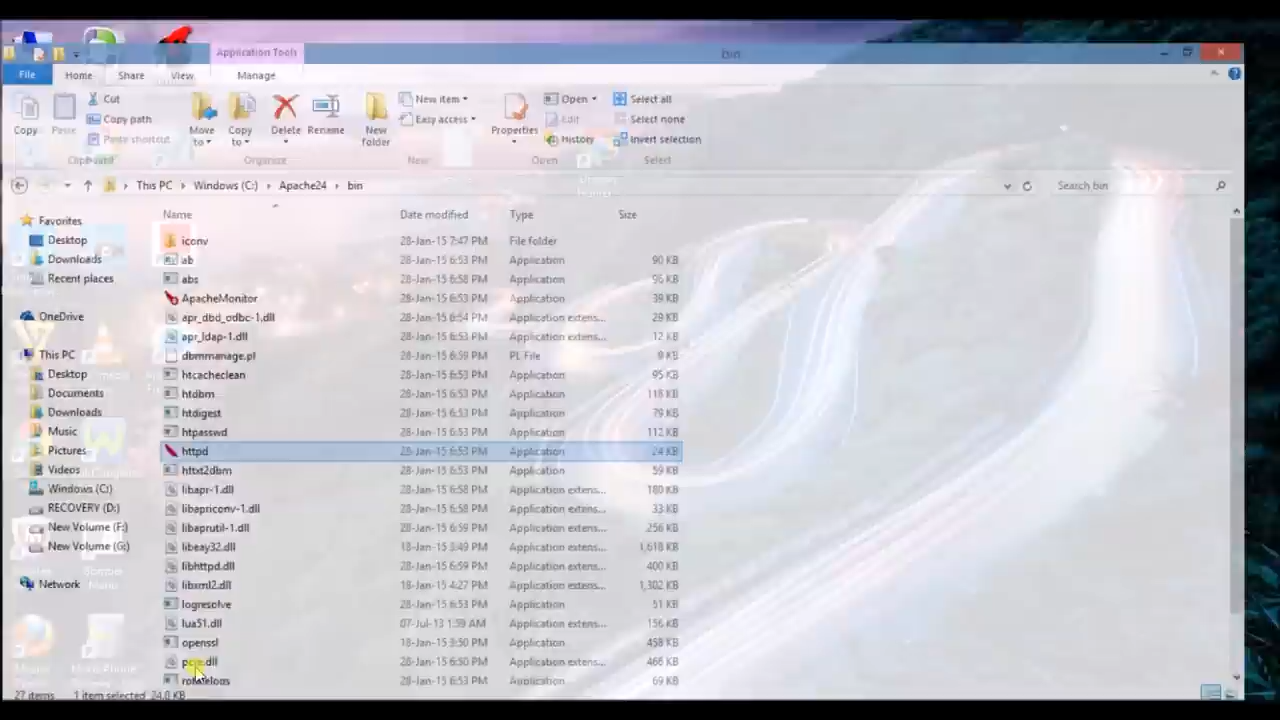 Application Tools
bin
File Home Share View Manage
Cut
Copy path
Paste shortcut
Copy Paste
Move to
Copy to
Delete
Rename
New folder
New item
Easy access
Properties
Open
Edit
History
Select all
Select none
Invert selection
Clipboard Organize New Open Select
This PC Windows (C:) Apache24 bin
Search bin
Name Date modified Type Size
Favorites
Desktop
Downloads
Recent places
OneDrive
This PC
Desktop
Documents
Downloads
Music
Pictures
Videos
Windows (C:)
RECOVERY (D:)
New Volume (F:)
New Volume (G:)
Network
iconv 28-Jan-15 7:47 PM File folder
ab 28-Jan-15 6:53 PM Application 90 KB
abs 28-Jan-15 6:58 PM Application 96 KB
ApacheMonitor 28-Jan-15 6:53 PM Application 39 KB
apr_dbd_odbc-1.dll 28-Jan-15 6:54 PM Application extens... 29 KB
apr_ldap-1.dll 28-Jan-15 6:53 PM Application extens... 12 KB
dbmmanage.pl 28-Jan-15 6:59 PM PL File 9 KB
htcacheclean 28-Jan-15 6:53 PM Application 95 KB
htdbm 28-Jan-15 6:53 PM Application 118 KB
htdigest 28-Jan-15 6:53 PM Application 79 KB
htpasswd 28-Jan-15 6:53 PM Application 112 KB
httpd 28-Jan-15 6:53 PM Application 24 KB
httxt2dbm 28-Jan-15 6:53 PM Application 59 KB
libapr-1.dll 28-Jan-15 6:58 PM Application extens... 180 KB
libapriconv-1.dll 28-Jan-15 6:58 PM Application extens... 33 KB
libaprutil-1.dll 28-Jan-15 6:59 PM Application extens... 256 KB
libeay32.dll 18-Jan-15 3:49 PM Application extens... 1,618 KB
libhttpd.dll 28-Jan-15 6:59 PM Application extens... 400 KB
libxml2.dll 18-Jan-15 4:27 PM Application extens... 1,302 KB
logresolve 28-Jan-15 6:53 PM Application 51 KB
lua51.dll 07-Jul-13 1:39 AM Application extens... 156 KB
openssl 18-Jan-15 3:50 PM Application 458 KB
pcre.dll 28-Jan-15 6:50 PM Application extens... 466 KB
rotatelogs 28-Jan-15 6:53 PM Application 69 KB
27 items 1 item selected 24.0 KB